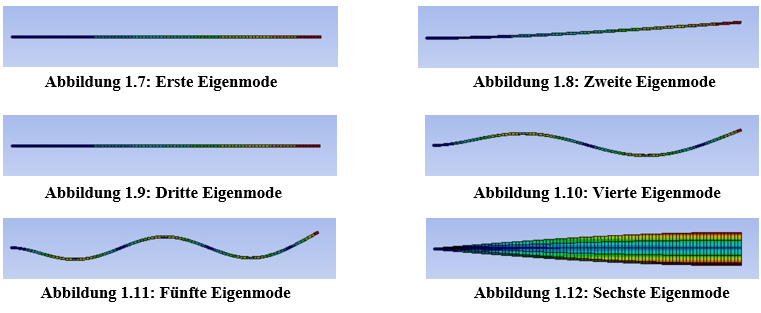 Abbildung 1.7: Erste Eigenmode
Abbildung 1.8: Zweite Eigenmode
Abbildung 1.9: Dritte Eigenmode
Abbildung 1.10: Vierte Eigenmode
Abbildung 1.11: Fünfte Eigenmode
Abbildung 1.12: Sechste Eigenmode